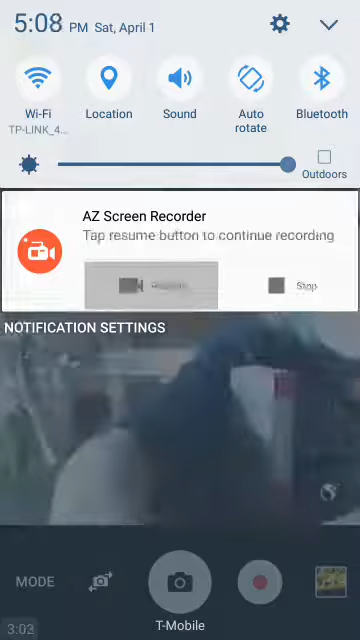 5:08 PM Sat, April 1
Wi-Fi
TP-LINK_4...
Location
Sound
Auto rotate
Bluetooth
Outdoors
AZ Screen Recorder
Tap resume button to continue recording
Stop
NOTIFICATION SETTINGS
MODE
3:03
T-Mobile